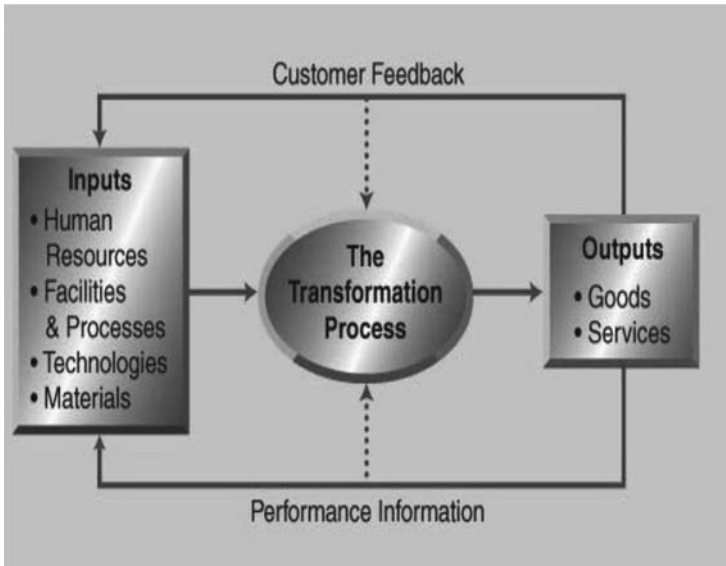 Customer Feedback
Inputs
• Human
Resources
• Facilities
& Processes
• Technologies
• Materials
The
Transformation
Process
Outputs
• Goods
• Services
Performance Information